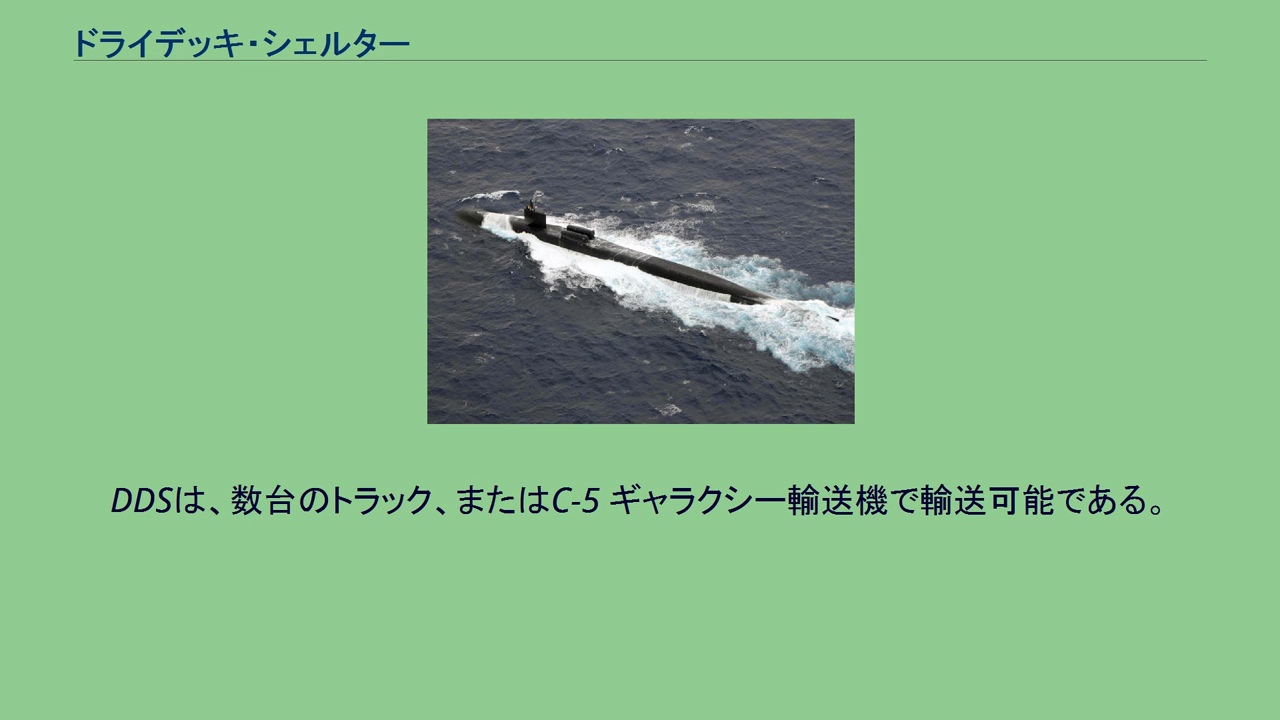 ドライデッキ・シェルター
DDSは、数台のトラック、またはC-5 ギャラクシー輸送機で輸送可能である。